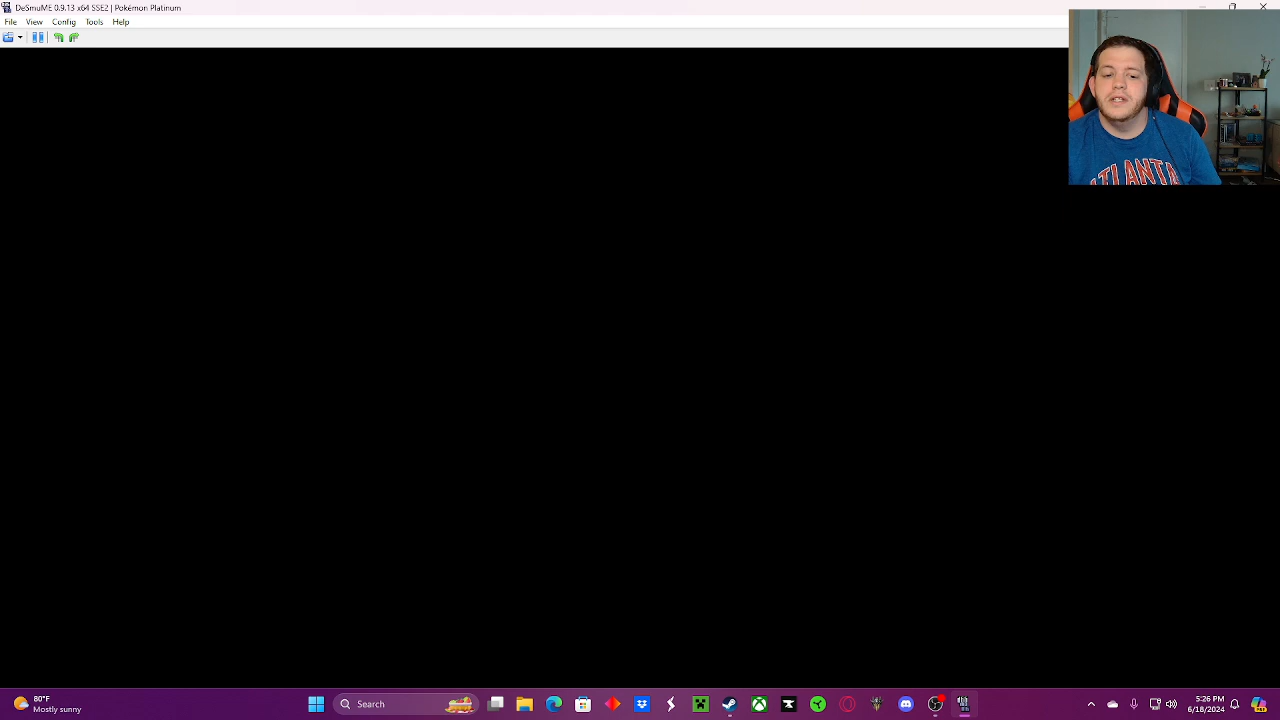 DeSmuME 0.9.13 x64 SSE2 | Pokémon Platinum
File View Config Tools Help
ATLANTA
80°F
Mostly sunny
Search
5:26 PM
6/18/2024